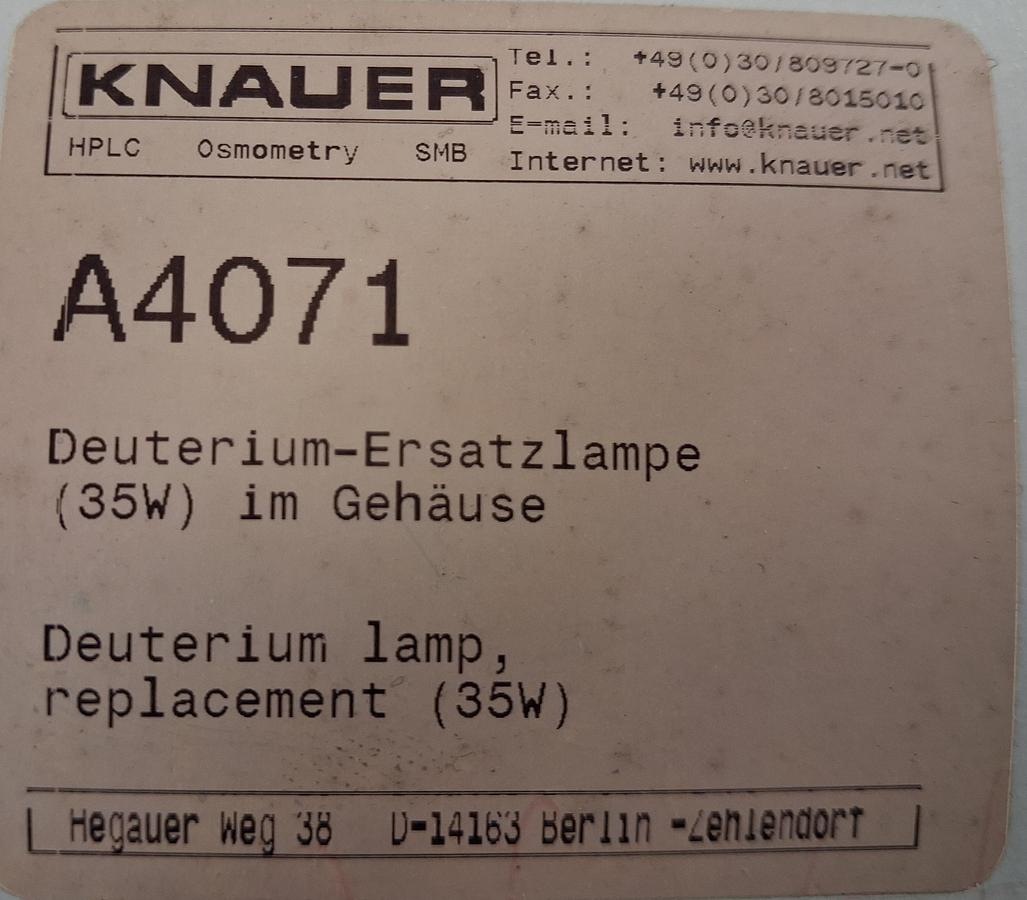 KNAUER
HPLC Osmometry SMB
Tel.: +49(0)30/809727-0
Fax.: +49(0)30/8015010
E-mail: info@knauer.net
Internet: www.knauer.net
A4071
Deuterium-Ersatzlampe
(35W) im Gehäuse
Deuterium lamp,
replacement (35W)
Hegauer Weg 38 D-14163 Berlin -Zehlendorf